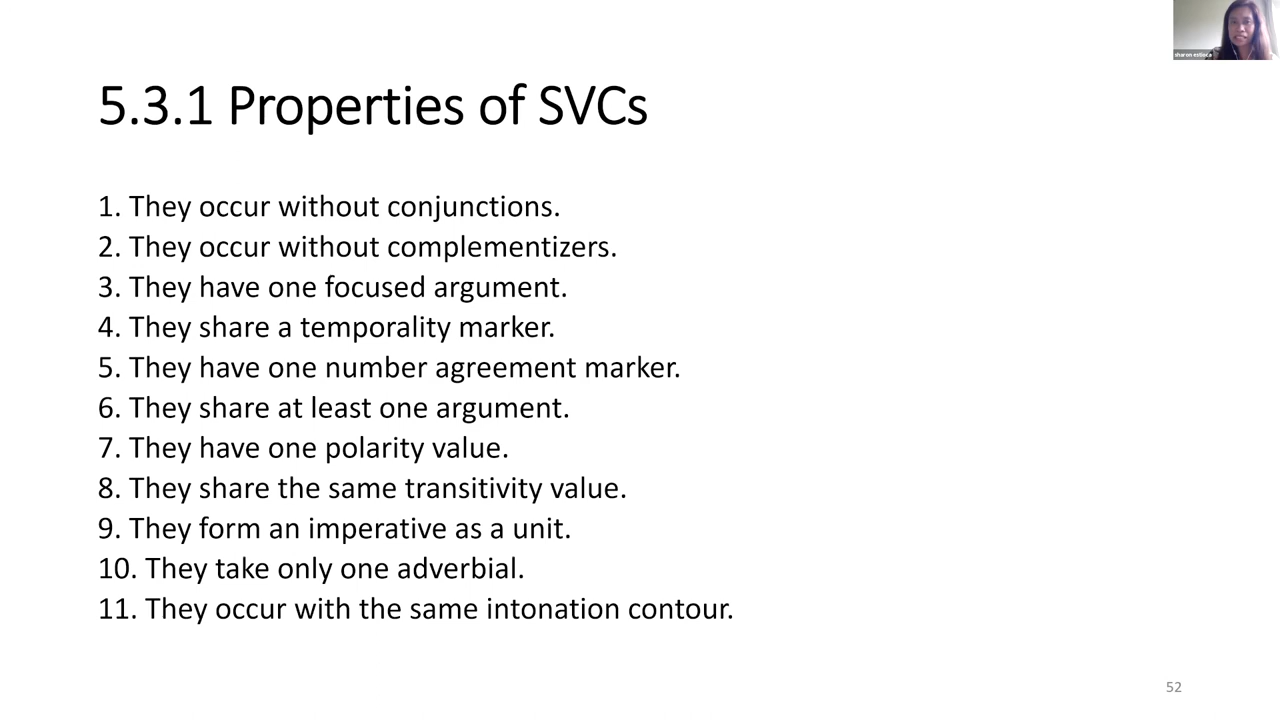 sharon estioca
5.3.1 Properties of SVCs
1. They occur without conjunctions.
2. They occur without complementizers.
3. They have one focused argument.
4. They share a temporality marker.
5. They have one number agreement marker.
6. They share at least one argument.
7. They have one polarity value.
8. They share the same transitivity value.
9. They form an imperative as a unit.
10. They take only one adverbial.
11. They occur with the same intonation contour.
52